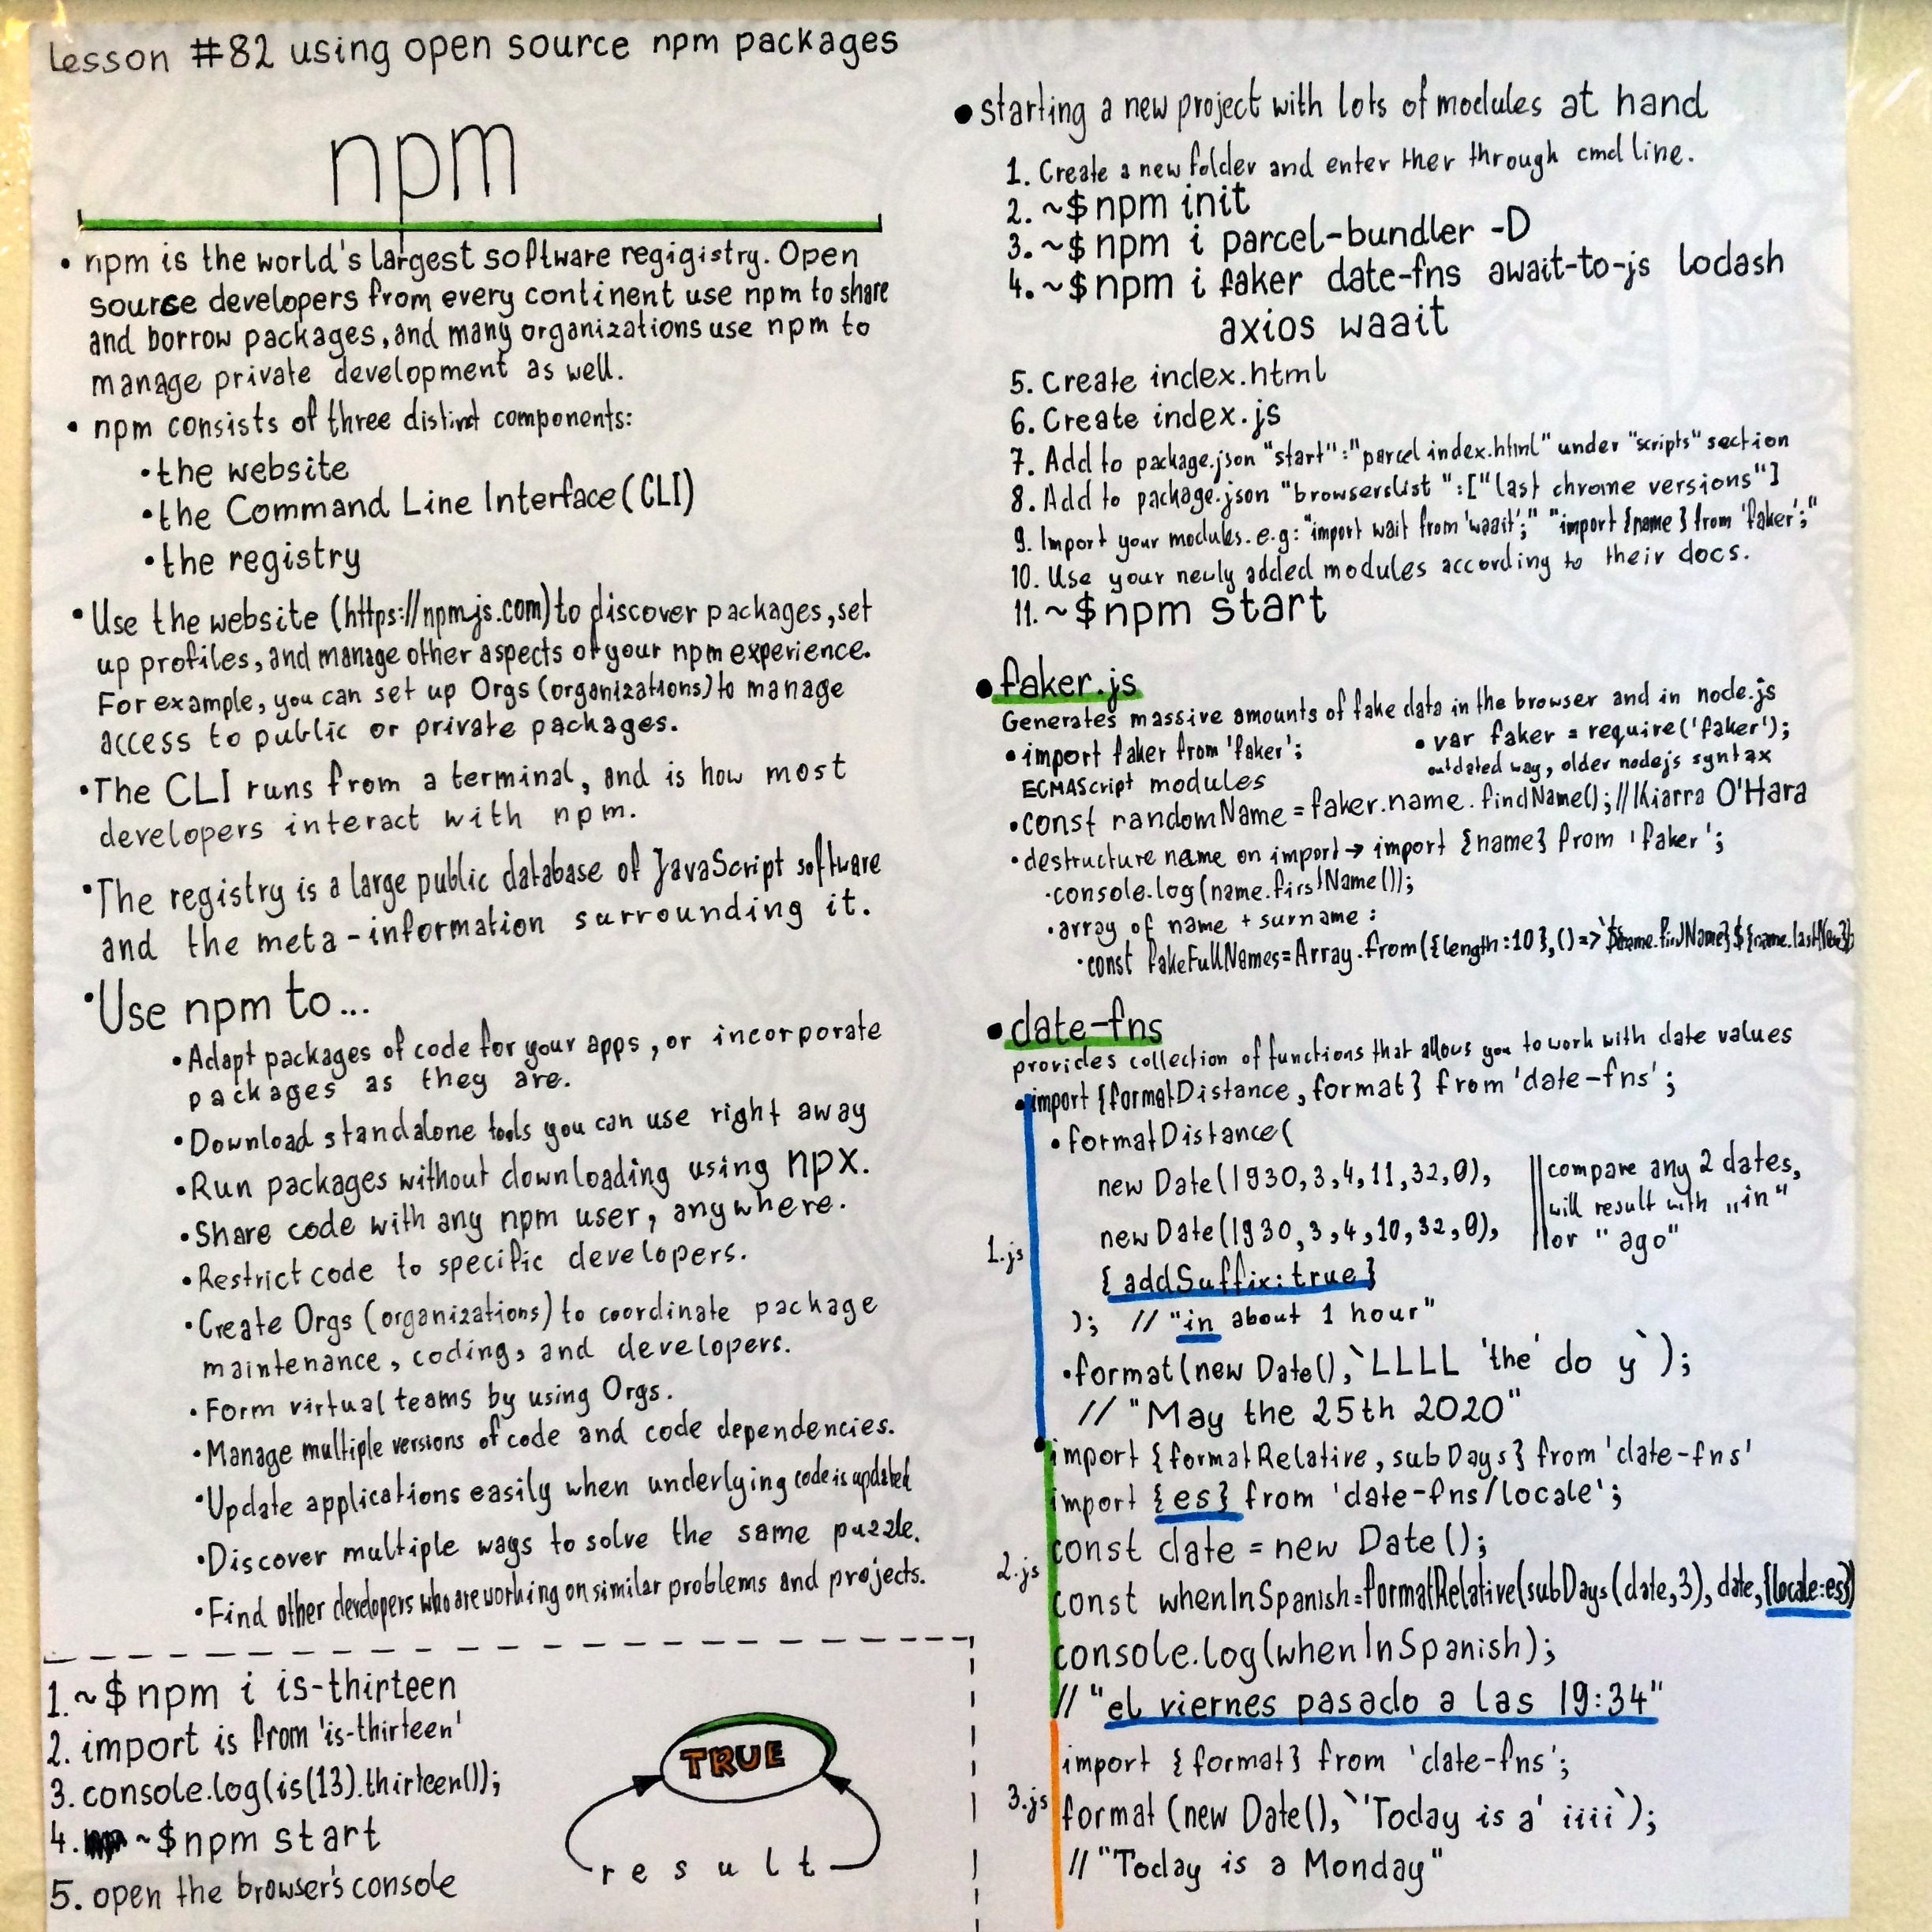 Lesson #82 using open source npm packages
npm
• npm is the world's largest software regigistry. Open
source developers from every continent use npm to share
and borrow packages, and many organizations use npm to
manage private development as well.
• npm consists of three distinct components:
• the website
• the Command Line Interface (CLI)
• the registry
• Use the website (https://npmjs.com) to discover packages, set
up profiles, and manage other aspects of your npm experience.
For example, you can set up Orgs (organizations) to manage
access to public or private packages.
• The CLI runs from a terminal, and is how most
developers interact with npm.
• The registry is a large public database of JavaScript software
and the meta-information surrounding it.
• Use npm to...
• Adapt packages of code for your apps, or incorporate
packages as they are.
• Download standalone tools you can use right away
• Run packages without downloading using npx.
• Share code with any npm user, anywhere.
• Restrict code to specific developers.
• Create Orgs (organizations) to coordinate package
maintenance, coding, and developers.
• Form virtual teams by using Orgs.
• Manage multiple versions of code and code dependencies.
• Update applications easily when underlying code is updated
• Discover multiple ways to solve the same puzzle.
• Find other developers who are working on similar problems and projects.
1. ~$ npm i is-thirteen
2. import is from 'is-thirteen'
3. console.log(is(13).thirteen());
4. ~$ npm start
5. open the browser's console
TRUE
result
• starting a new project with lots of modules at hand
1. Create a new folder and enter ther through cmd line.
2. ~$ npm init
3. ~$ npm i parcel-bundler -D
4. ~$ npm i faker date-fns await-to-js lodash
axios waait
5. Create index.html
6. Create index.js
7. Add to package.json "start":"parcel index.html" under "scripts" section
8. Add to package.json "browserslist ":["last chrome versions"]
9. Import your modules. e.g: "import wait from 'waait';" "import {name} from 'faker';"
10. Use your newly added modules according to their docs.
11. ~$ npm start
• faker.js
Generates massive amounts of fake data in the browser and in node.js
• import faker from 'faker';
ECMAScript modules
• var faker = require('faker');
outdated way, older nodejs syntax
• const randomName = faker.name.findName(); // Kiarra O'Hara
• destructure name on import → import {name} from 'faker';
• console.log(name.firstName());
• array of name + surname:
• const fakeFullNames=Array.from({length:10},()=>`${name.firstName}${name.lastName}`
• date-fns
provides collection of functions that allows you to work with date values
• import {formatDistance, format} from 'date-fns';
• formatDistance(
new Date(1930,3,4,11,32,0),
new Date(1930,3,4,10,32,0),
{addSuffix:true}
); // "in about 1 hour"
|| compare any 2 dates,
will result with „in"
or "ago"
1.js
• format(new Date(), `LLLL 'the' do y`);
// "May the 25th 2020"
import {formatRelative, subDays} from 'date-fns'
import {es} from 'date-fns/locale';
const date = new Date();
2.js
const whenInSpanish=formatRelative(subDays(date,3), date,{locale:es})
console.log(whenInSpanish);
// "el viernes pasado a las 19:34"
import {format} from 'date-fns';
3.js
format (new Date(), `'Today is a' iiii`);
// "Today is a Monday"